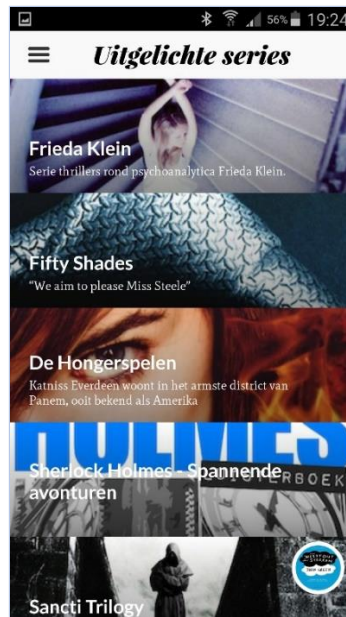 56% 19:24
Uitgelichte series
Frieda Klein
Serie thrillers rond psychoanalytica Frieda Klein.
Fifty Shades
“We aim to please Miss Steele”
De Hongerspelen
Katniss Everdeen woont in het armste district van
Panem, ooit bekend als Amerika
HOLMES
Sherlock Holmes - Spannende
LUISTERBOEK
avonturen
Sancti Trilogy